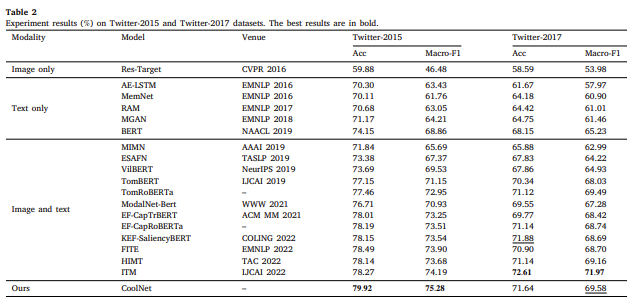 Table 2
Experiment results (%) on Twitter-2015 and Twitter-2017 datasets. The best results are in bold.
Modality Model Venue Twitter-2015 Twitter-2017
Acc Macro-F1 Acc Macro-F1
Image only Res-Target CVPR 2016 59.88 46.48 58.59 53.98
AE-LSTM EMNLP 2016 70.30 63.43 61.67 57.97
MemNet EMNLP 2016 70.11 61.76 64.18 60.90
Text only RAM EMNLP 2017 70.68 63.05 64.42 61.01
MGAN EMNLP 2018 71.17 64.21 64.75 61.46
BERT NAACL 2019 74.15 68.86 68.15 65.23
MIMN AAAI 2019 71.84 65.69 65.88 62.99
ESAFN TASLP 2019 73.38 67.37 67.83 64.22
VilBERT NeurIPS 2019 73.69 69.53 67.86 64.93
TomBERT IJCAI 2019 77.15 71.15 70.34 68.03
TomRoBERTa – 77.46 72.95 71.12 69.49
ModalNet-Bert WWW 2021 76.71 70.93 69.55 67.28
Image and text EF-CapTrBERT ACM MM 2021 78.01 73.25 69.77 68.42
EF-CapRoBERTa – 78.19 73.51 71.14 68.74
KEF-SaliencyBERT COLING 2022 78.15 73.54 71.88 68.69
FITE EMNLP 2022 78.49 73.90 70.90 68.70
HIMT TAC 2022 78.14 73.68 71.14 69.16
ITM IJCAI 2022 78.27 74.19 72.61 71.97
Ours CoolNet – 79.92 75.28 71.64 69.58